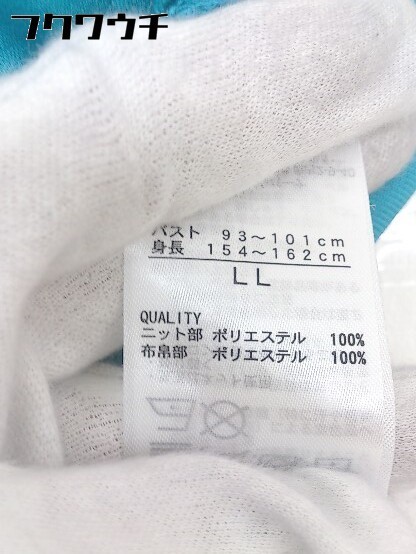 フクワウチ
バスト 93～101cm
身長 154～162cm
LL
QUALITY
ニット部 ポリエステル 100%
布帛部 ポリエステル 100%